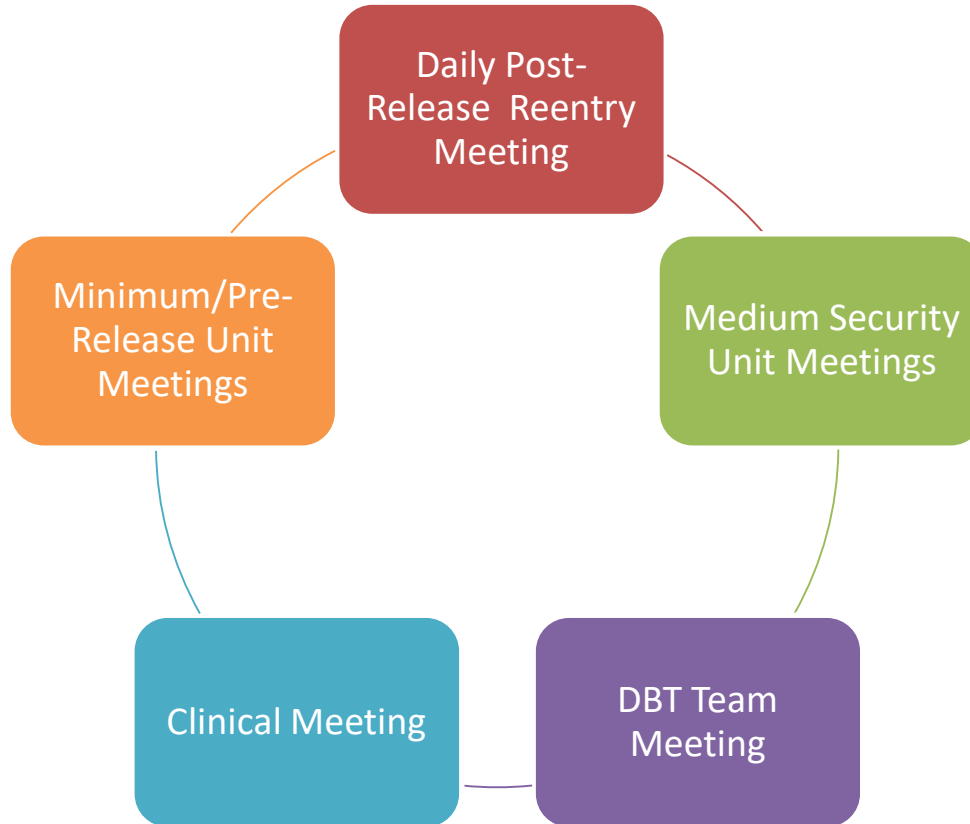 Daily Post-
Release  Reentry
Meeting
Minimum/Pre-
Release Unit
Meetings
Medium Security
Unit Meetings
Clinical Meeting
DBT Team
Meeting